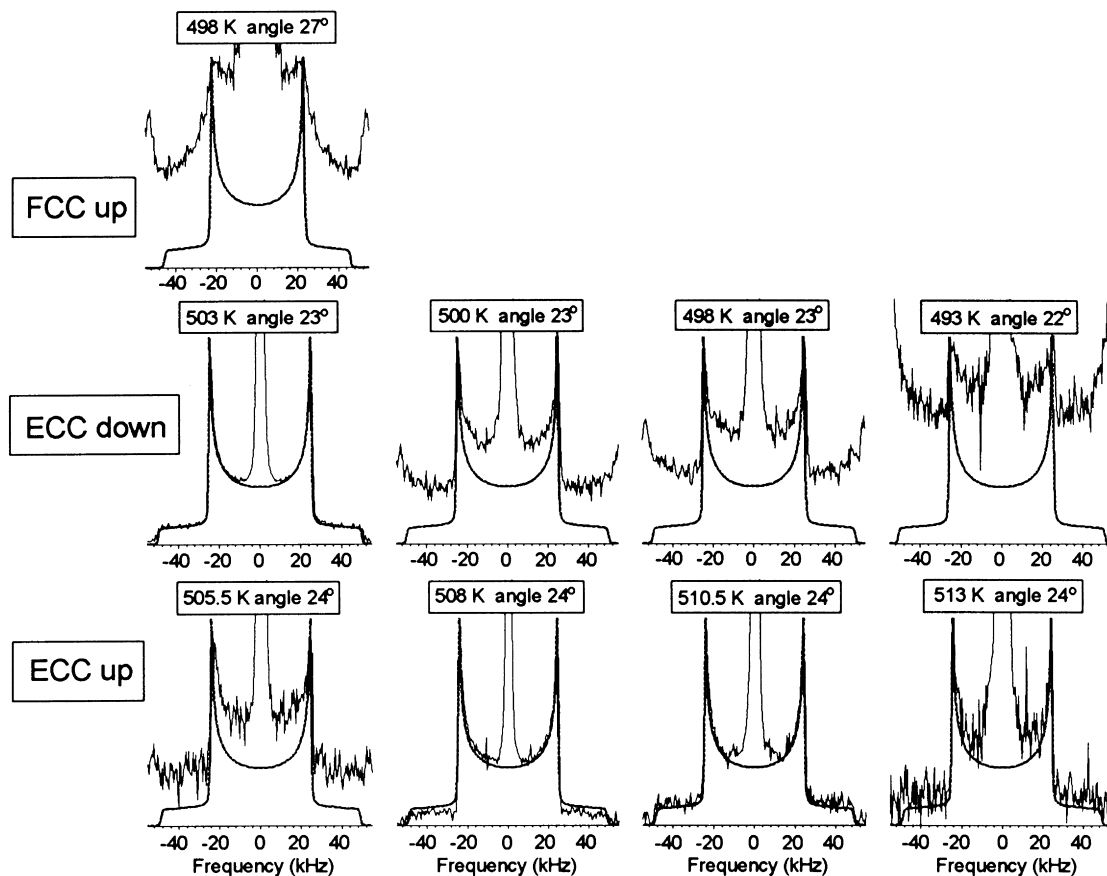 498 K angle 27°
FCC up
-40 -20 0 20 40
503 K angle 23°
500 K angle 23°
498 K angle 23°
493 K angle 22°
ECC down
-40 -20 0 20 40
-40 -20 0 20 40
-40 -20 0 20 40
-40 -20 0 20 40
505.5 K angle 24°
508 K angle 24°
510.5 K angle 24°
513 K angle 24°
ECC up
-40 -20 0 20 40
-40 -20 0 20 40
-40 -20 0 20 40
-40 -20 0 20 40
Frequency (kHz)
Frequency (kHz)
Frequency (kHz)
Frequency (kHz)